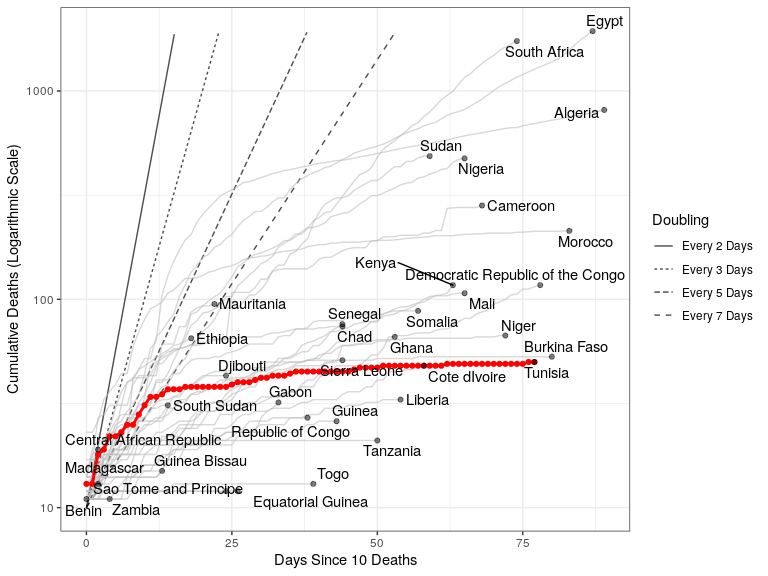 Egypt
South Africa
1000
Algeria
Sudan
Nigeria
Cameroon
Morocco
Kenya
Democratic Republic of the Congo
100
Mauritania
Mali
Senegal
Somalia
Chad
Niger
Ethiopia
Ghana
Burkina Faso
Djibouti
Sierra Leone
Cote dIvoire
Tunisia
Gabon
South Sudan
Liberia
Guinea
Republic of Congo
Central African Republic
Tanzania
Guinea Bissau
Madagascar
Togo
Sao Tome and Principe
Equatorial Guinea
Benin
Zambia
10
0
25
50
75
Days Since 10 Deaths
Cumulative Deaths (Logarithmic Scale)
Doubling
Every 2 Days
Every 3 Days
Every 5 Days
Every 7 Days